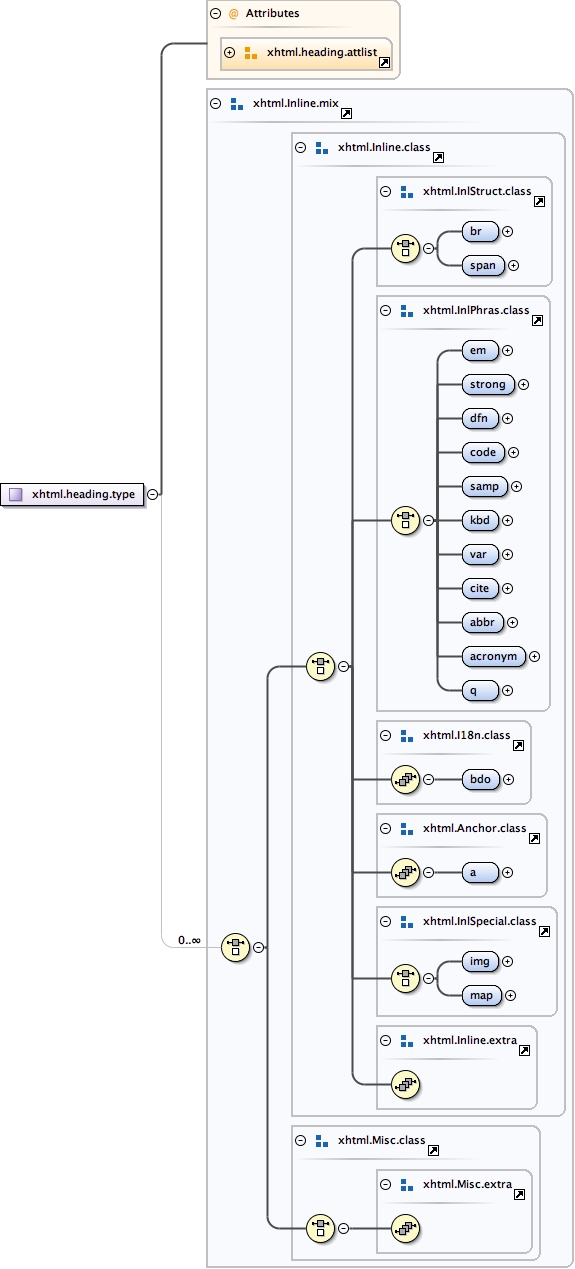 @ Attributes
xhtml.heading.attlist
xhtml.Inline.mix
xhtml.Inline.class
xhtml.InlStruct.class
br
span
xhtml.InlPhras.class
em
strong
dfn
code
samp
xhtml.heading.type
kbd
var
cite
abbr
acronym
q
xhtml.I18n.class
bdo
xhtml.Anchor.class
a
xhtml.InlSpecial.class
0..∞
img
map
xhtml.Inline.extra
xhtml.Misc.class
xhtml.Misc.extra